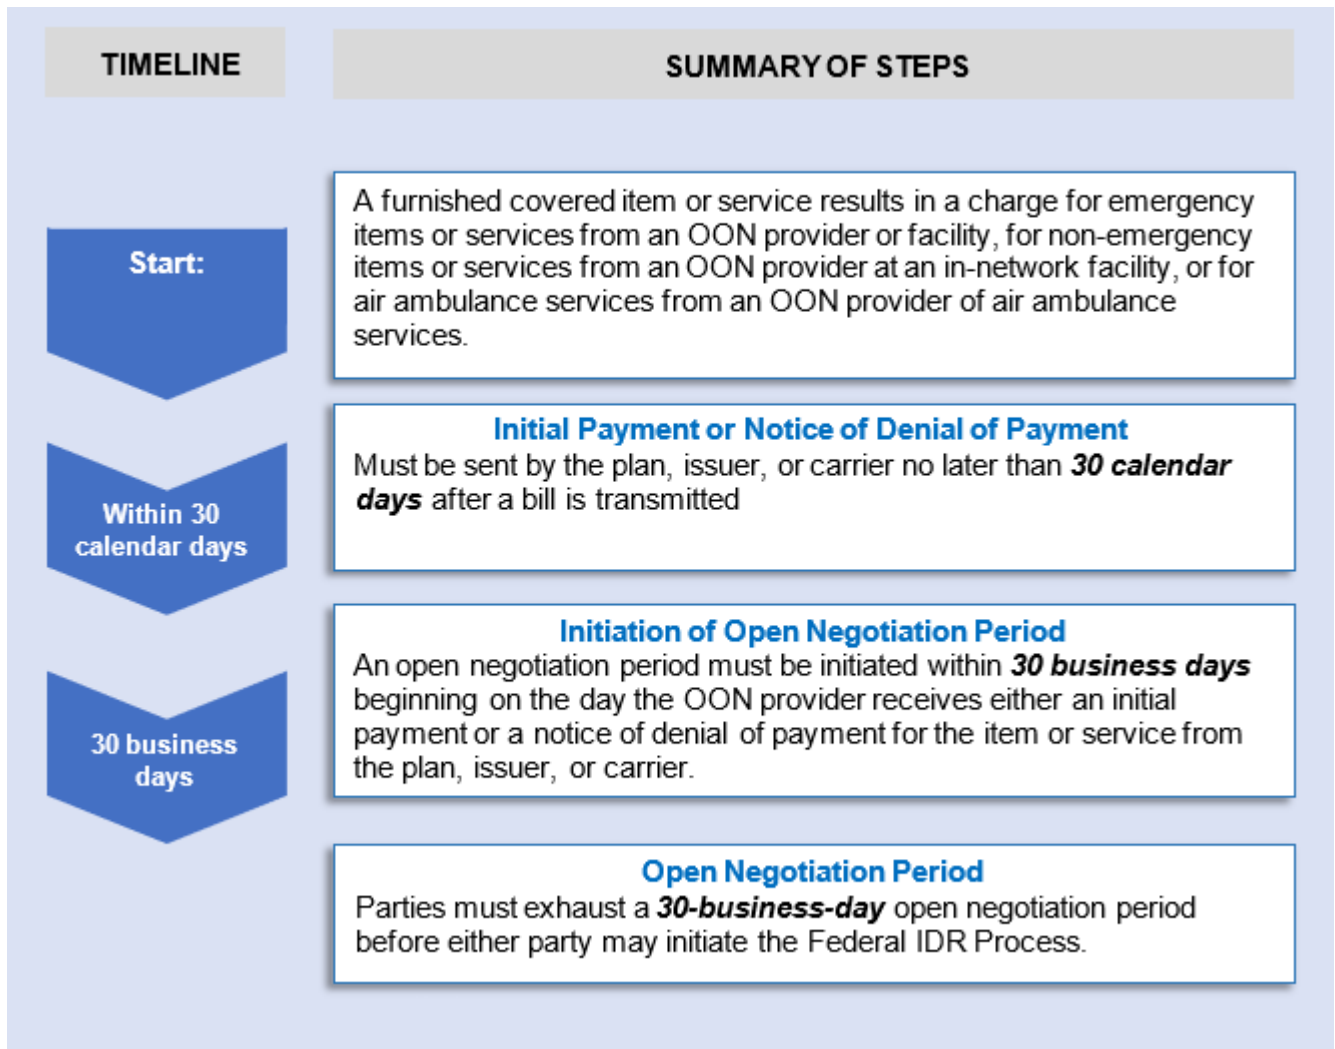 TIMELINE
SUMMARY OF STEPS
Start:
A furnished covered item or service results in a charge for emergency
items or services from an OON provider or facility, for non-emergency
items or services from an OON provider at an in-network facility, or for
air ambulance services from an OON provider of air ambulance
services.
Within 30
calendar days
Initial Payment or Notice of Denial of Payment
Must be sent by the plan, issuer, or carrier no later than 30 calendar
days after a bill is transmitted
30 business
days
Initiation of Open Negotiation Period
An open negotiation period must be initiated within 30 business days
beginning on the day the OON provider receives either an initial
payment or a notice of denial of payment for the item or service from
the plan, issuer, or carrier.
Open Negotiation Period
Parties must exhaust a 30-business-day open negotiation period
before either party may initiate the Federal IDR Process.